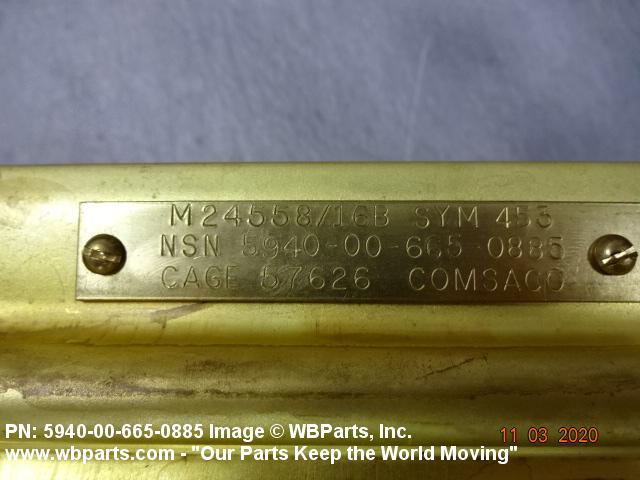 M24558/16B SYM 453
NSN 5940-00-665-0885
CAGE 57626 COMSACO
PN: 5940-00-665-0885 Image © WBParts, Inc.
11 03 2020
www.wbparts.com - "Our Parts Keep the World Moving"